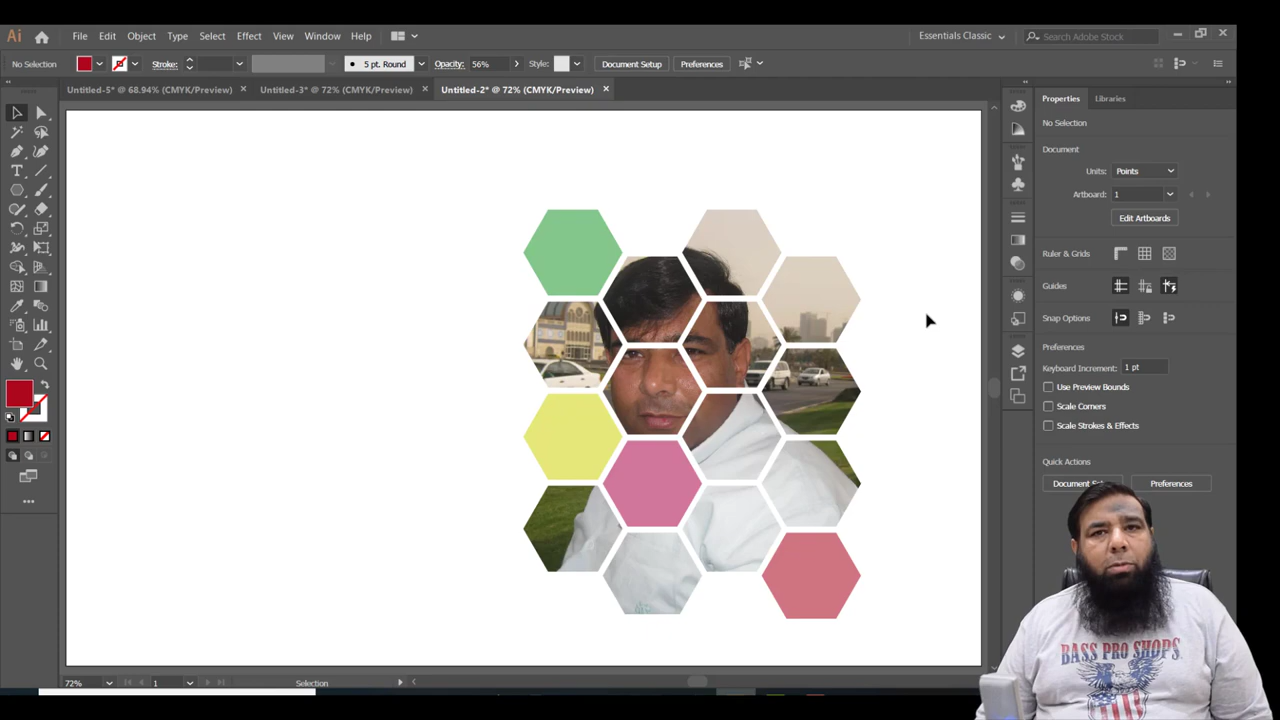 Ai File Edit Object Type Select Effect View Window Help Essentials Classic Search Adobe Stock
No Selection Stroke: 5 pt. Round Opacity: 56% Style: Document Setup Preferences
Untitled-5* @ 68.94% (CMYK/Preview) Untitled-3* @ 72% (CMYK/Preview) Untitled-2* @ 72% (CMYK/Preview)
Properties Libraries
No Selection
Document
Units: Points
Artboard: 1
Edit Artboards
Ruler & Grids
Guides
Snap Options
Preferences
Keyboard Increment: 1 pt
Use Preview Bounds
Scale Corners
Scale Strokes & Effects
Quick Actions
Document Preferences
BASS PRO SHOPS
72% 1 Selection